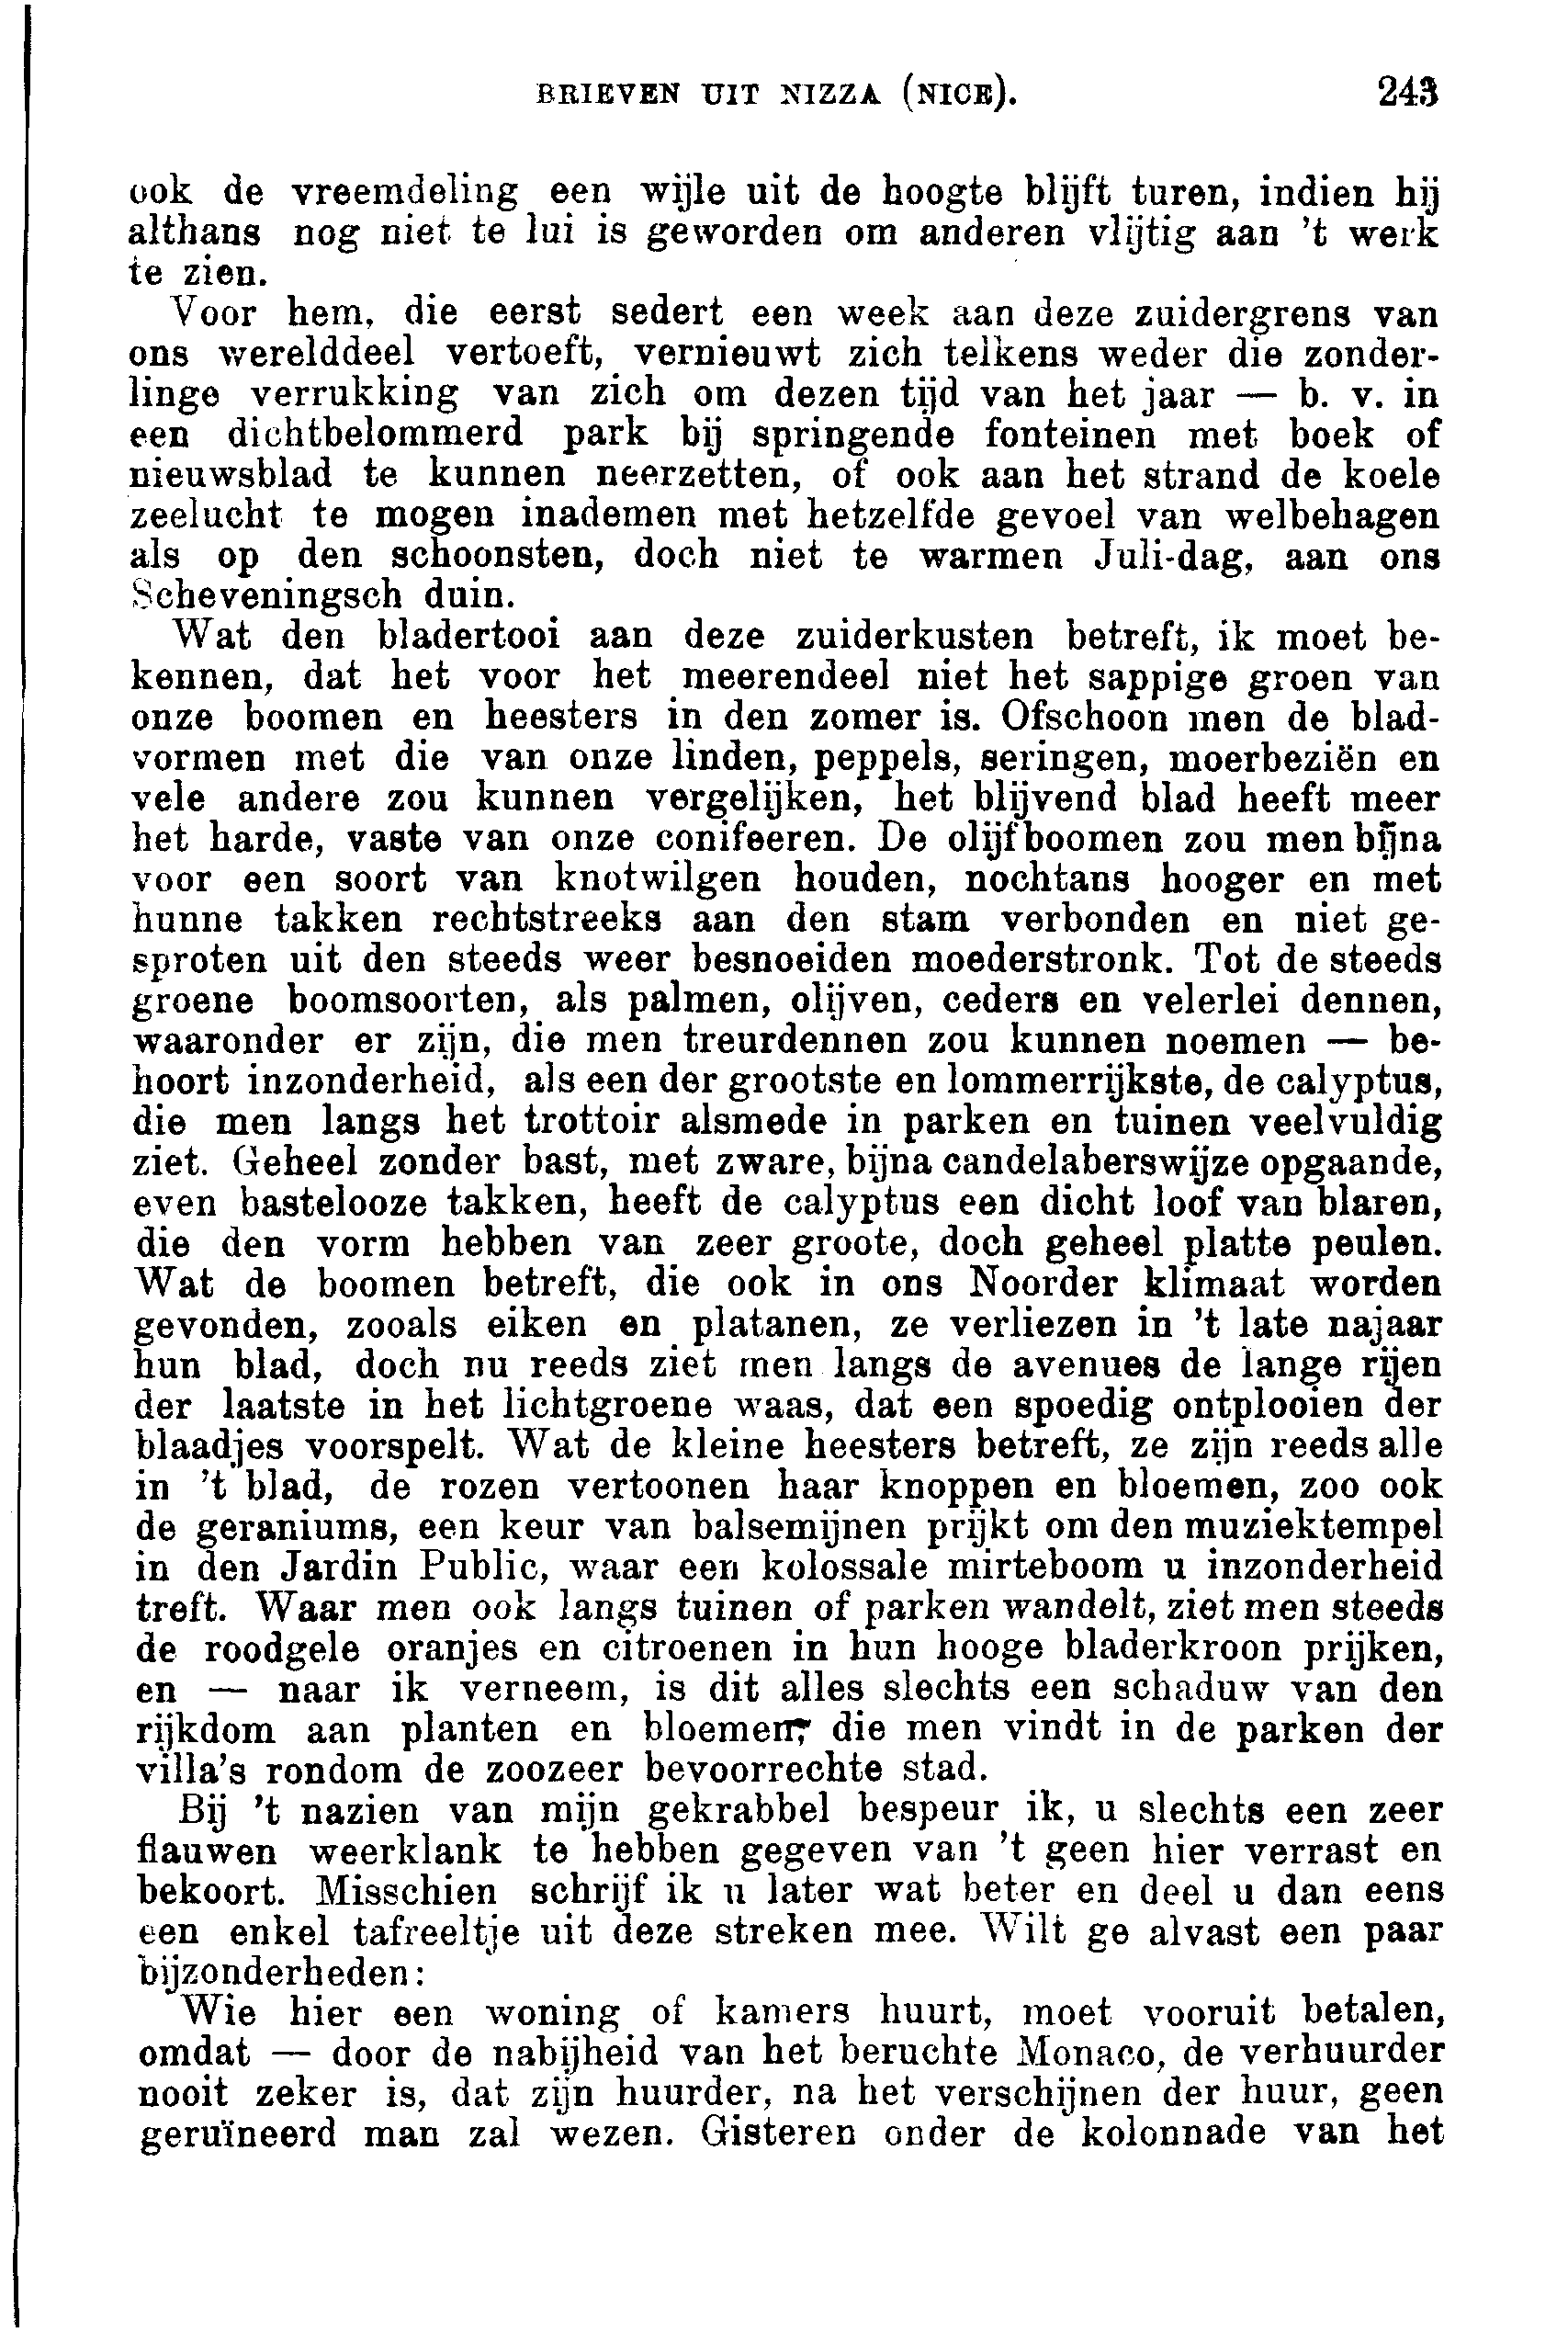 BRIEVEN UIT NIZZA (NICE). 243
ook de vreemdeling een wijle uit de hoogte blijft turen, indien hij
althans nog niet te lui is geworden om anderen vlijtig aan 't werk
te zien.
Voor hem, die eerst sedert een week aan deze zuidergrens van
ons werelddeel vertoeft, vernieuwt zich telkens weder die zonder-
linge verrukking van zich om dezen tijd van het jaar — b. v. in
een dichtbelommerd park bij springende fonteinen met boek of
nieuwsblad te kunnen neerzetten, of ook aan het strand de koele
zeelucht te mogen inademen met hetzelfde gevoel van welbehagen
als op den schoonsten, doch niet te warmen Juli-dag, aan ons
Scheveningsch duin.
Wat den bladertooi aan deze zuiderkusten betreft, ik moet be-
kennen, dat het voor het meerendeel niet het sappige groen van
onze boomen en heesters in den zomer is. Ofschoon men de blad-
vormen met die van onze linden, peppels, seringen, moerbeziën en
vele andere zou kunnen vergelijken, het blijvend blad heeft meer
het harde, vaste van onze conifeeren. De olijfboomen zou men bijna
voor een soort van knotwilgen houden, nochtans hooger en met
hunne takken rechtstreeks aan den stam verbonden en niet ge-
sproten uit den steeds weer besnoeiden moederstronk. Tot de steeds
groene boomsoorten, als palmen, olijven, ceders en velerlei dennen,
waaronder er zijn, die men treurdennen zou kunnen noemen — be-
hoort inzonderheid, als een der grootste en lommerrijkste, de calyptus,
die men langs het trottoir alsmede in parken en tuinen veelvuldig
ziet. Geheel zonder bast, met zware, bijna candelaberswijze opgaande,
even bastelooze takken, heeft de calyptus een dicht loof van blaren,
die den vorm hebben van zeer groote, doch geheel platte peulen.
Wat de boomen betreft, die ook in ons Noorder klimaat worden
gevonden, zooals eiken en platanen, ze verliezen in 't late najaar
hun blad, doch nu reeds ziet men langs de avenues de lange rijen
der laatste in het lichtgroene waas, dat een spoedig ontplooien der
blaadjes voorspelt. Wat de kleine heesters betreft, ze zijn reeds alle
in 't blad, de rozen vertoonen haar knoppen en bloemen, zoo ook
de geraniums, een keur van balsemijnen prijkt om den muziektempel
in den Jardin Public, waar een kolossale mirteboom u inzonderheid
treft. Waar men ook langs tuinen of parken wandelt, ziet men steeds
de roodgele oranjes en citroenen in hun hooge bladerkroon prijken,
en — naar ik verneem, is dit alles slechts een schaduw van den
rijkdom aan planten en bloemen, die men vindt in de parken der
villa's rondom de zoozeer bevoorrechte stad.
Bij 't nazien van mijn gekrabbel bespeur ik, u slechts een zeer
flauwen weerklank te hebben gegeven van 't geen hier verrast en
bekoort. Misschien schrijf ik u later wat beter en deel u dan eens
een enkel tafreeltje uit deze streken mee. Wilt ge alvast een paar
bijzonderheden:
Wie hier een woning of kamers huurt, moet vooruit betalen,
omdat — door de nabijheid van het beruchte Monaco, de verhuurder
nooit zeker is, dat zijn huurder, na het verschijnen der huur, geen
geruïneerd man zal wezen. Gisteren onder de kolonnade van het